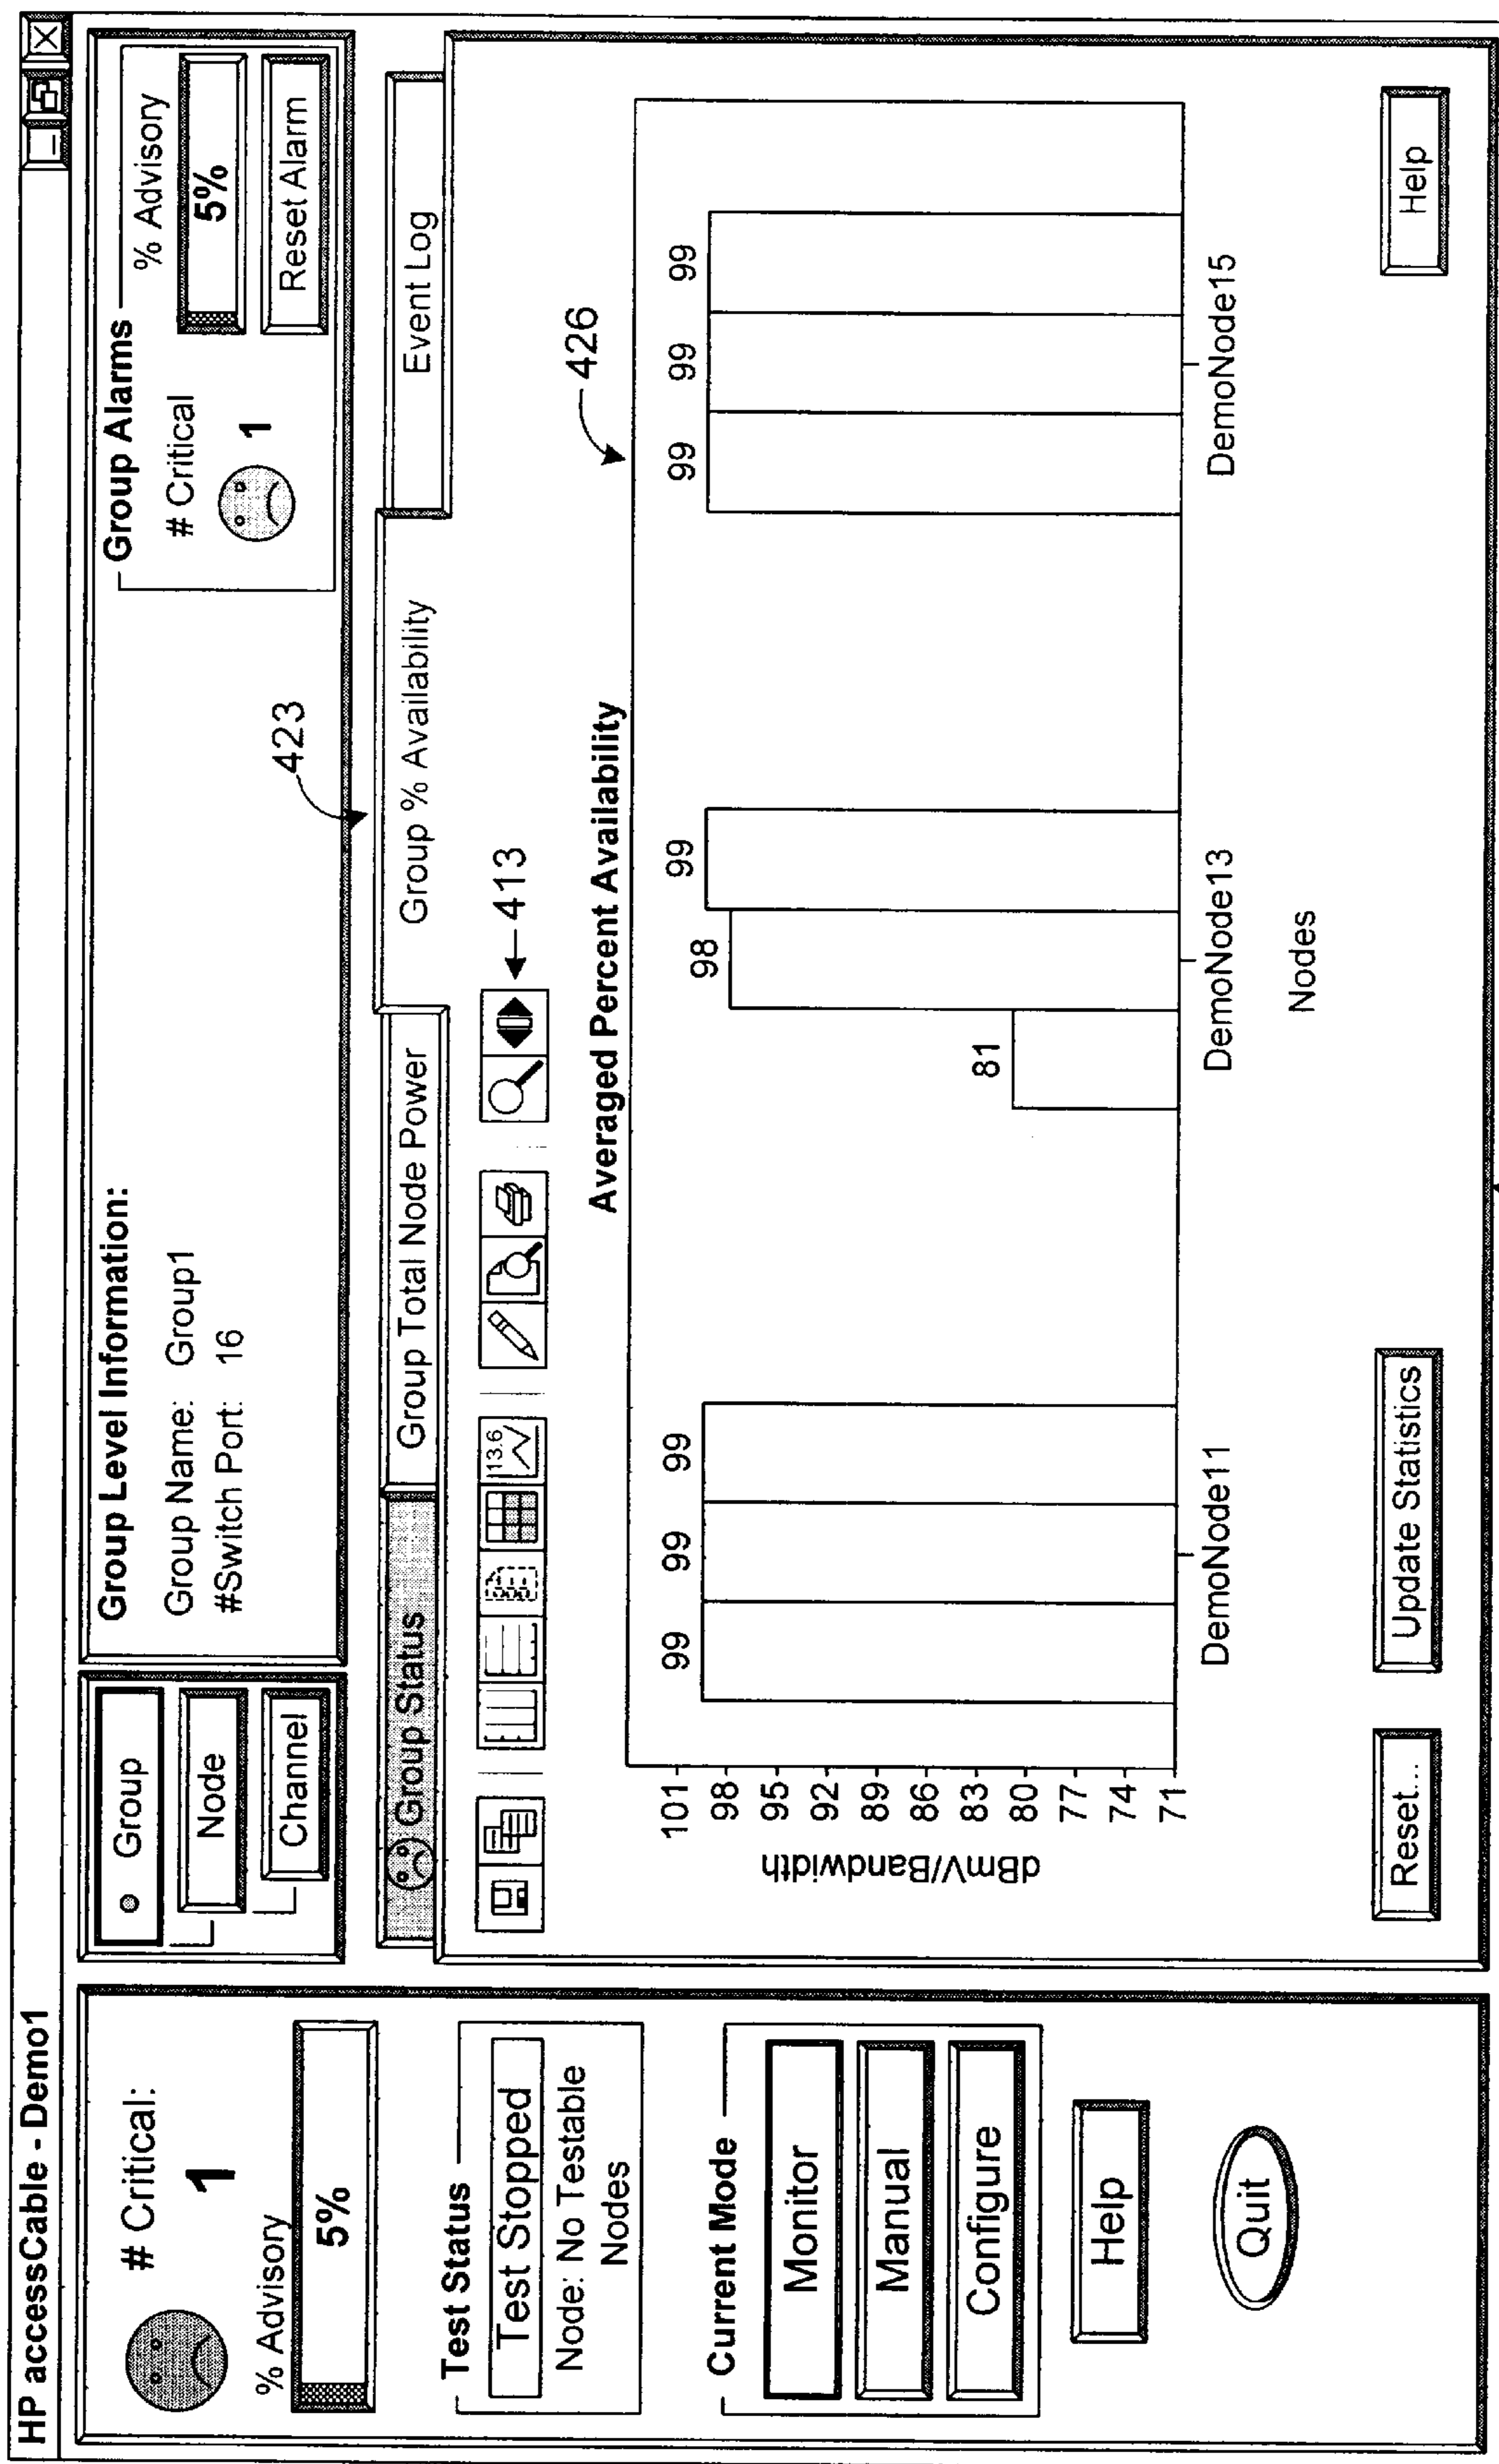 HP accessCable - Demo1
# Critical:
1
% Advisory
5%
Test Status
Test Stopped
Node: No Testable
Nodes
Current Mode
Monitor
Manual
Configure
Help
Quit
Group
Node
Channel
Group Level Information:
Group Name: Group1
#Switch Port: 16
Group Alarms
# Critical
1
% Advisory
5%
Reset Alarm
423
Group Status
Group Total Node Power
Group % Availability
Event Log
13.6
413
426
Averaged Percent Availability
dBmV/Bandwidth
101
98
95
92
89
86
83
80
77
74
71
99 99 99
81 98 99
99 99 99
DemoNode11
DemoNode13
DemoNode15
Nodes
Reset...
Update Statistics
Help